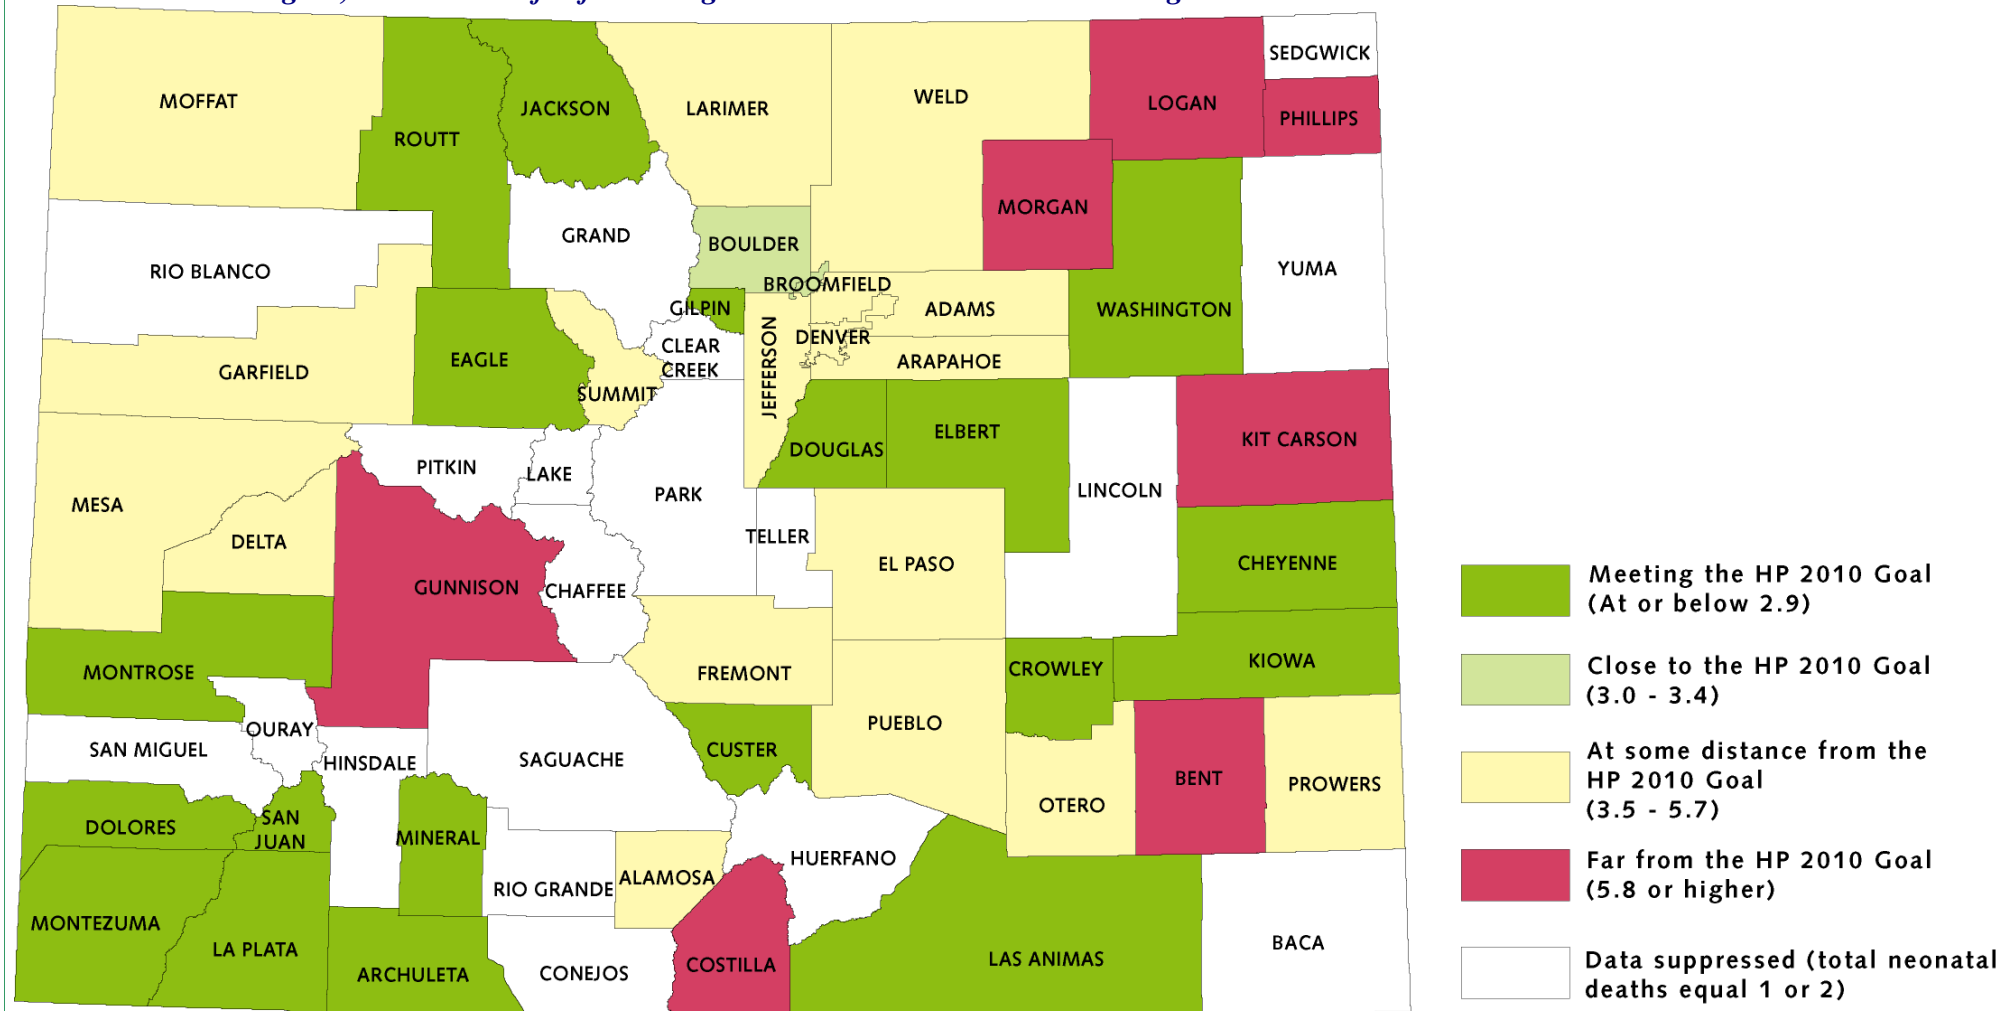 SEDGWICK
MOFFAT
JACKSON
LARIMER
WELD
LOGAN
PHILLIPS
ROUTT
MORGAN
GRAND
BOULDER
RIO BLANCO
YUMA
BROOMFIELD
GILPIN
ADAMS
WASHINGTON
DENVER
CLEAR
CREEK
EAGLE
ARAPAHOE
GARFIELD
JEFFERSON
SUMMIT
ELBERT
KIT CARSON
DOUGLAS
PITKIN
LAKE
PARK
LINCOLN
MESA
TELLER
DELTA
EL PASO
CHEYENNE
GUNNISON
CHAFFEE
MONTROSE
FREMONT
CROWLEY
KIOWA
OURAY
PUEBLO
SAN MIGUEL
CUSTER
HINSDALE
SAGUACHE
BENT
PROWERS
OTERO
SAN
JUAN
DOLORES
MINERAL
HUERFANO
ALAMOSA
RIO GRANDE
MONTEZUMA
LA PLATA
ARCHULETA
CONEJOS
COSTILLA
LAS ANIMAS
BACA
Meeting the HP 2010 Goal
(At or below 2.9)
Close to the HP 2010 Goal
(3.0 - 3.4)
At some distance from the
HP 2010 Goal
(3.5 - 5.7)
Far from the HP 2010 Goal
(5.8 or higher)
Data suppressed (total neonatal
deaths equal 1 or 2)